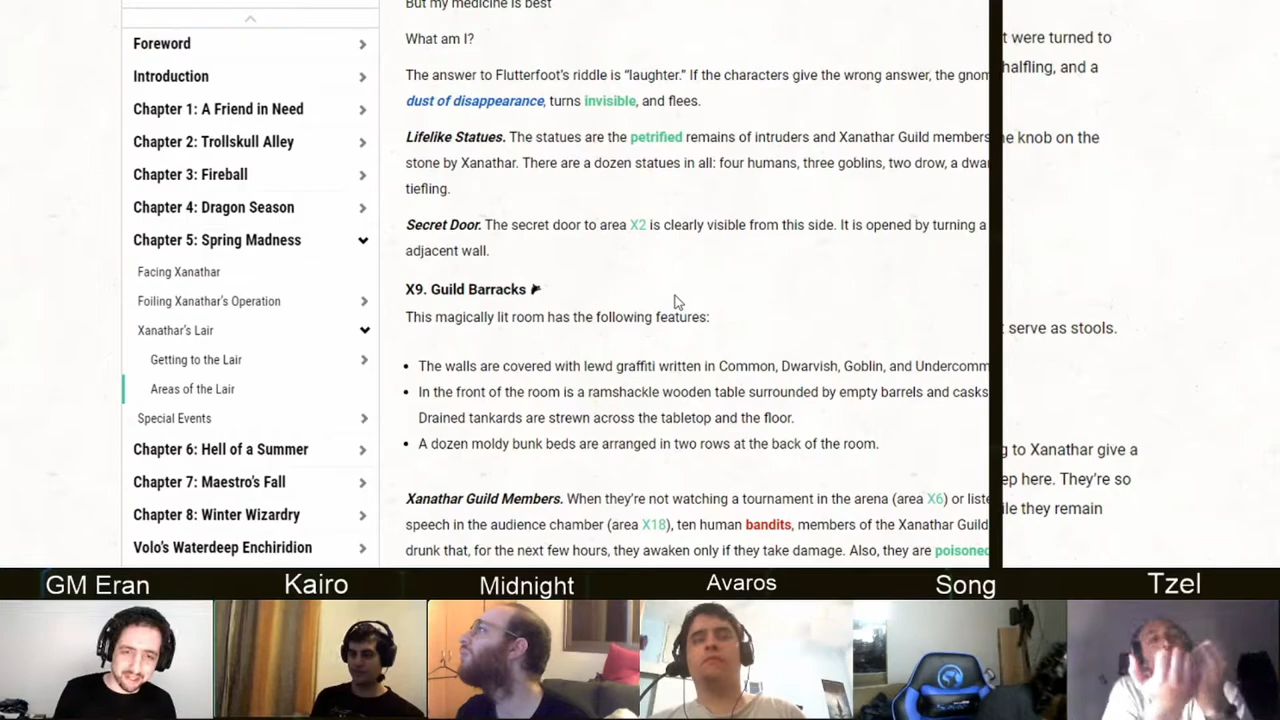 But my medicine is best
What am I?
The answer to Flutterfoot's riddle is “laughter.” If the characters give the wrong answer, the gnom
dust of disappearance, turns invisible, and flees.
Lifelike Statues. The statues are the petrified remains of intruders and Xanathar Guild members
stone by Xanathar. There are a dozen statues in all: four humans, three goblins, two drow, a dwa
tiefling.
Secret Door. The secret door to area X2 is clearly visible from this side. It is opened by turning a
adjacent wall.
X9. Guild Barracks
This magically lit room has the following features:
• The walls are covered with lewd graffiti written in Common, Dwarvish, Goblin, and Undercomm
• In the front of the room is a ramshackle wooden table surrounded by empty barrels and casks
Drained tankards are strewn across the tabletop and the floor.
• A dozen moldy bunk beds are arranged in two rows at the back of the room.
Xanathar Guild Members. When they're not watching a tournament in the arena (area X6) or liste
speech in the audience chamber (area X18), ten human bandits, members of the Xanathar Guild
drunk that, for the next few hours, they awaken only if they take damage. Also, they are poisoned
Foreword
Introduction
Chapter 1: A Friend in Need
Chapter 2: Trollskull Alley
Chapter 3: Fireball
Chapter 4: Dragon Season
Chapter 5: Spring Madness
Facing Xanathar
Foiling Xanathar's Operation
Xanathar's Lair
Getting to the Lair
Areas of the Lair
Special Events
Chapter 6: Hell of a Summer
Chapter 7: Maestro's Fall
Chapter 8: Winter Wizardry
Volo's Waterdeep Enchiridion
t were turned to
halfling, and a
e knob on the
t serve as stools.
g to Xanathar give a
ep here. They're so
ile they remain
GM Eran
Kairo
Midnight
Avaros
Song
Tzel